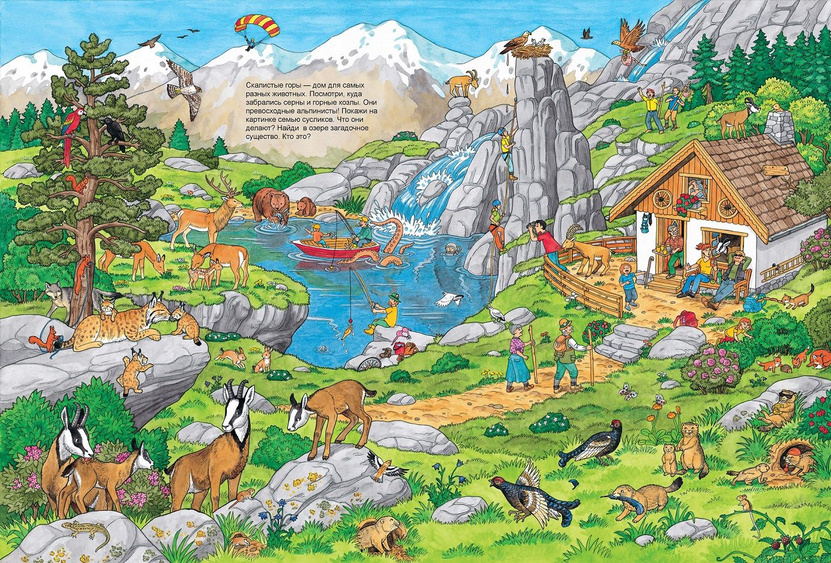 Скалистые горы — дом для самых
разных животных. Посмотри, куда
забрались серны и горные козлы. Они
превосходные альпинисты! Покажи на
картинке семью сусликов. Что они
делают? Найди в озере загадочное
существо. Кто это?